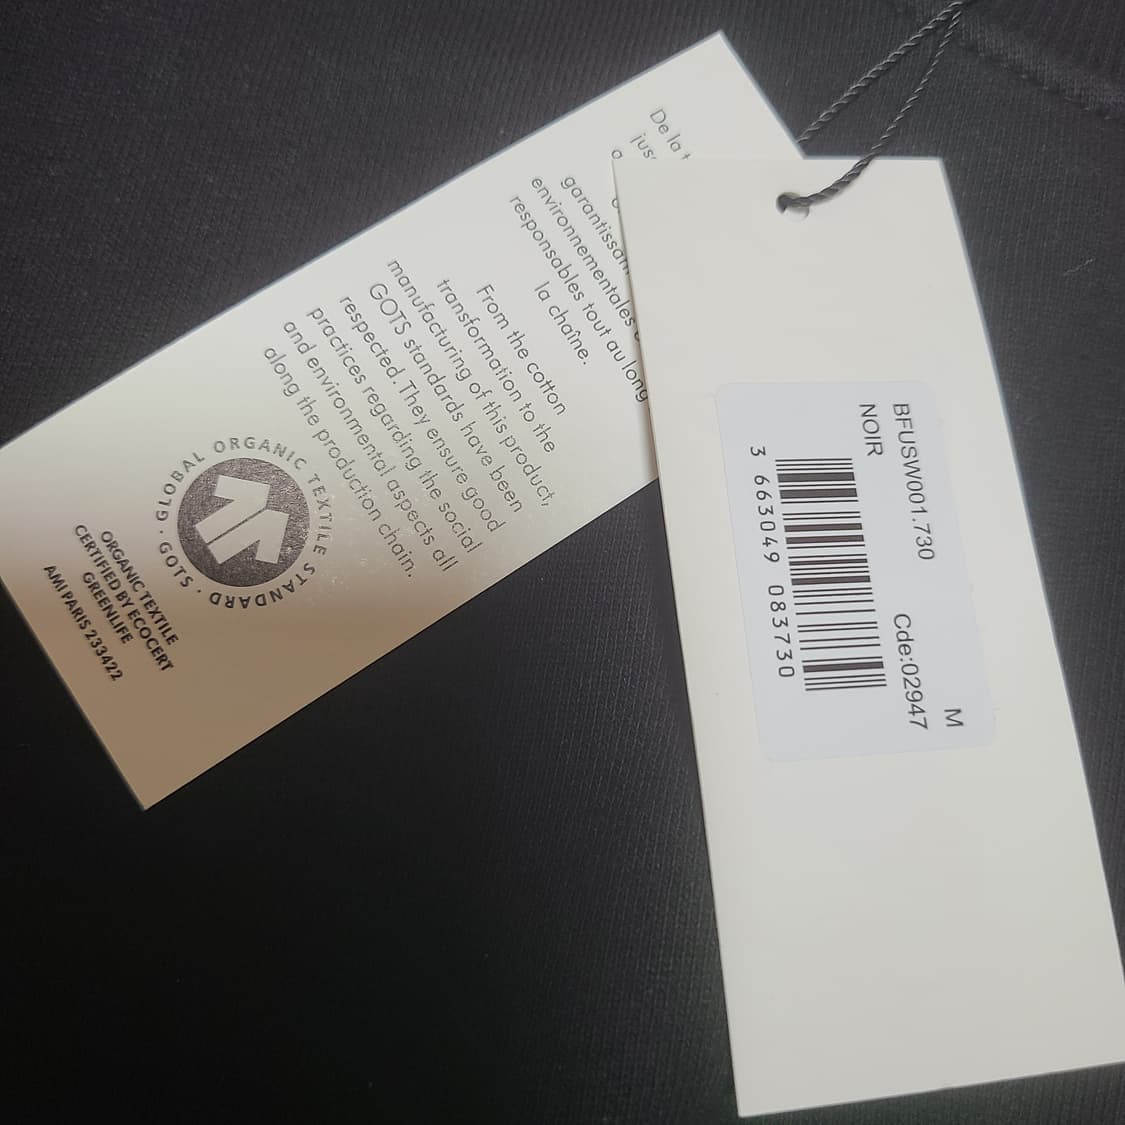 De la
garantissant
environnementales
responsables tout au long
la chaîne.
From the cotton
transformation to the
manufacturing of this product,
GOTS standards have been
respected. They ensure good
practices regarding the social
and environmental aspects all
along the production chain.
GLOBAL ORGANIC TEXTILE STANDARD · GOTS ·
ORGANIC TEXTILE
CERTIFIED BY ECOCERT
GREENLIFE
AMI PARIS 233422
M
BFUSW001.730 Cde:02947
NOIR
3 663049 083730